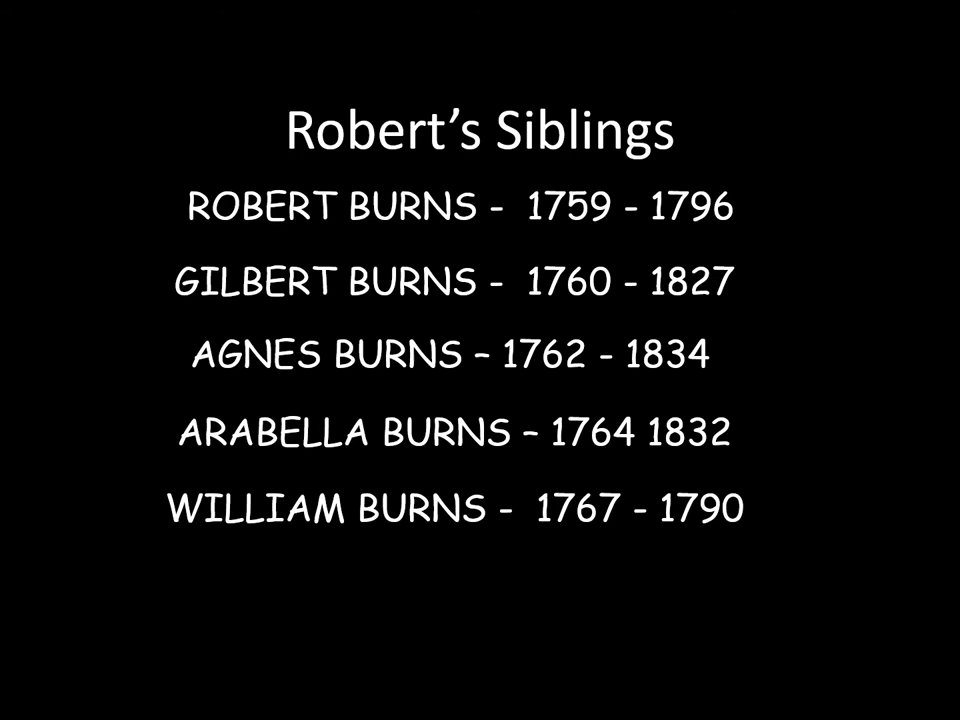 Robert’s Siblings
ROBERT BURNS - 1759 - 1796
GILBERT BURNS - 1760 - 1827
AGNES BURNS – 1762 - 1834
ARABELLA BURNS – 1764 1832
WILLIAM BURNS - 1767 - 1790